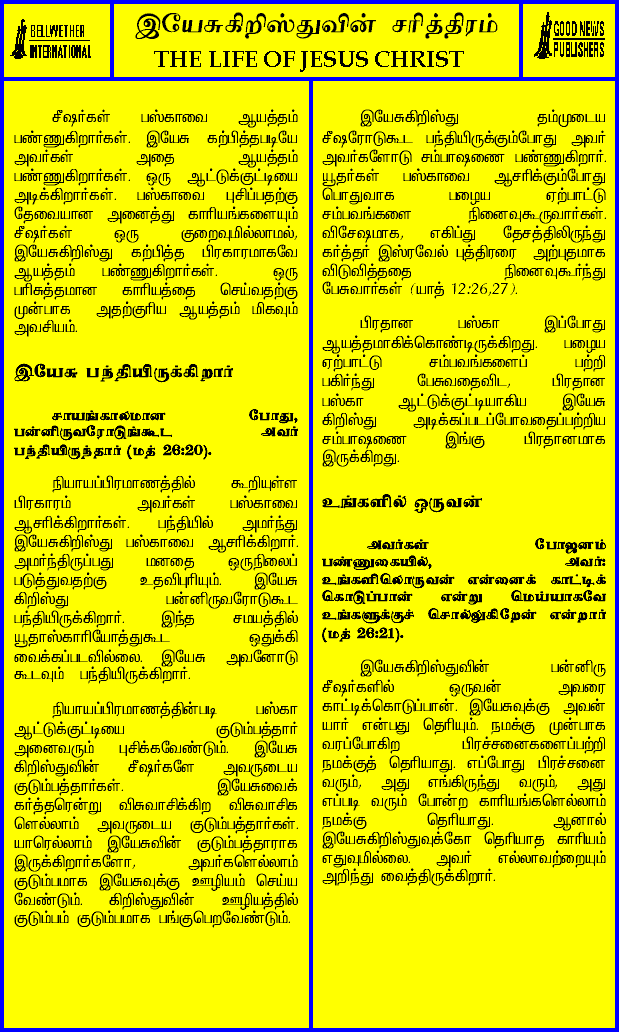 BELLWETHER
INTERNATIONAL
இயேசுகிறிஸ்துவின் சரித்திரம்
THE LIFE OF JESUS CHRIST
GOOD NEWS
PUBLISHERS
சீஷர்கள் பஸ்காவை ஆயத்தம்
பண்ணுகிறார்கள். இயேசு கற்பித்தபடியே
அவர்கள் அதை ஆயத்தம்
பண்ணுகிறார்கள். ஒரு ஆட்டுக்குட்டியை
அடிக்கிறார்கள். பஸ்காவை புசிப்பதற்கு
தேவையான அனைத்து காரியங்களையும்
சீஷர்கள் ஒரு குறைவுமில்லாமல்,
இயேசுகிறிஸ்து கற்பித்த பிரகாரமாகவே
ஆயத்தம் பண்ணுகிறார்கள். ஒரு
பரிசுத்தமான காரியத்தை செய்வதற்கு
முன்பாக அதற்குரிய ஆயத்தம் மிகவும்
அவசியம்.
இயேசு பந்தியிருக்கிறார்
சாயங்காலமான போது,
பன்னிருவரோடுங்கூட அவர்
பந்தியிருந்தார் (மத் 26:20).
நியாயப்பிரமாணத்தில் கூறியுள்ள
பிரகாரம் அவர்கள் பஸ்காவை
ஆசரிக்கிறார்கள். பந்தியில் அமர்ந்து
இயேசுகிறிஸ்து பஸ்காவை ஆசரிக்கிறார்.
அமர்ந்திருப்பது மனதை ஒருநிலைப்
படுத்துவதற்கு உதவிபுரியும். இயேசு
கிறிஸ்து பன்னிருவரோடுகூட
பந்தியிருக்கிறார். இந்த சமயத்தில்
யூதாஸ்காரியோத்துகூட ஒதுக்கி
வைக்கப்படவில்லை. இயேசு அவனோடு
கூடவும் பந்தியிருக்கிறார்.
நியாயப்பிரமாணத்தின்படி பஸ்கா
ஆட்டுக்குட்டியை குடும்பத்தார்
அனைவரும் புசிக்கவேண்டும். இயேசு
கிறிஸ்துவின் சீஷர்களே அவருடைய
குடும்பத்தார்கள். இயேசுவைக்
கர்த்தரென்று விசுவாசிக்கிற விசுவாசிக
ளெல்லாம் அவருடைய குடும்பத்தார்கள்.
யாரெல்லாம் இயேசுவின் குடும்பத்தாராக
இருக்கிறார்களோ, அவர்களெல்லாம்
குடும்பமாக இயேசுவுக்கு ஊழியம் செய்ய
வேண்டும். கிறிஸ்துவின் ஊழியத்தில்
குடும்பம் குடும்பமாக பங்குபெறவேண்டும்.
இயேசுகிறிஸ்து தம்முடைய
சீஷரோடுகூட பந்தியிருக்கும்போது அவர்
அவர்களோடு சம்பாஷணை பண்ணுகிறார்.
யூதர்கள் பஸ்காவை ஆசரிக்கும்போது
பொதுவாக பழைய ஏற்பாட்டு
சம்பவங்களை நினைவுகூருவார்கள்.
விசேஷமாக, எகிப்து தேசத்திலிருந்து
கர்த்தர் இஸ்ரவேல் புத்திரரை அற்புதமாக
விடுவித்ததை நினைவுகூர்ந்து
பேசுவார்கள் (யாத் 12:26,27).
பிரதான பஸ்கா இப்போது
ஆயத்தமாகிக்கொண்டிருக்கிறது. பழைய
ஏற்பாட்டு சம்பவங்களைப் பற்றி
பகிர்ந்து பேசுவதைவிட, பிரதான
பஸ்கா ஆட்டுக்குட்டியாகிய இயேசு
கிறிஸ்து அடிக்கப்படப்போவதைப்பற்றிய
சம்பாஷணை இங்கு பிரதானமாக
இருக்கிறது.
உங்களில் ஒருவன்
அவர்கள் போஜனம்
பண்ணுகையில், அவர்:
உங்களிலொருவன் என்னைக் காட்டிக்
கொடுப்பான் என்று மெய்யாகவே
உங்களுக்குச் சொல்லுகிறேன் என்றார்
(மத் 26:21).
இயேசுகிறிஸ்துவின் பன்னிரு
சீஷர்களில் ஒருவன் அவரை
காட்டிக்கொடுப்பான். இயேசுவுக்கு அவன்
யார் என்பது தெரியும். நமக்கு முன்பாக
வரப்போகிற பிரச்சனைகளைப்பற்றி
நமக்குத் தெரியாது. எப்போது பிரச்சனை
வரும், அது எங்கிருந்து வரும், அது
எப்படி வரும் போன்ற காரியங்களெல்லாம்
நமக்கு தெரியாது. ஆனால்
இயேசுகிறிஸ்துவுக்கோ தெரியாத காரியம்
எதுவுமில்லை. அவர் எல்லாவற்றையும்
அறிந்து வைத்திருக்கிறார்.